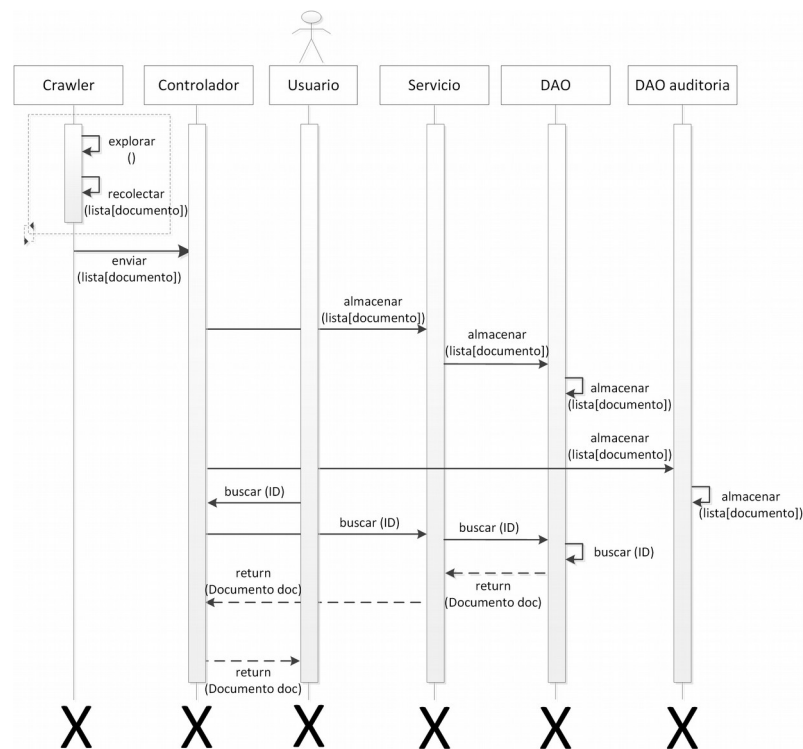 Crawler
Controlador
Usuario
Servicio
DAO
DAO auditoria
explorar
()
recolectar
(lista[documento])
enviar
(lista[documento])
almacenar
(lista[documento])
almacenar
(lista[documento])
almacenar
(lista[documento])
almacenar
(lista[documento])
buscar (ID)
almacenar
(lista[documento])
buscar (ID)
buscar (ID)
buscar (ID)
return
(Documento doc)
return
(Documento doc)
return
(Documento doc)